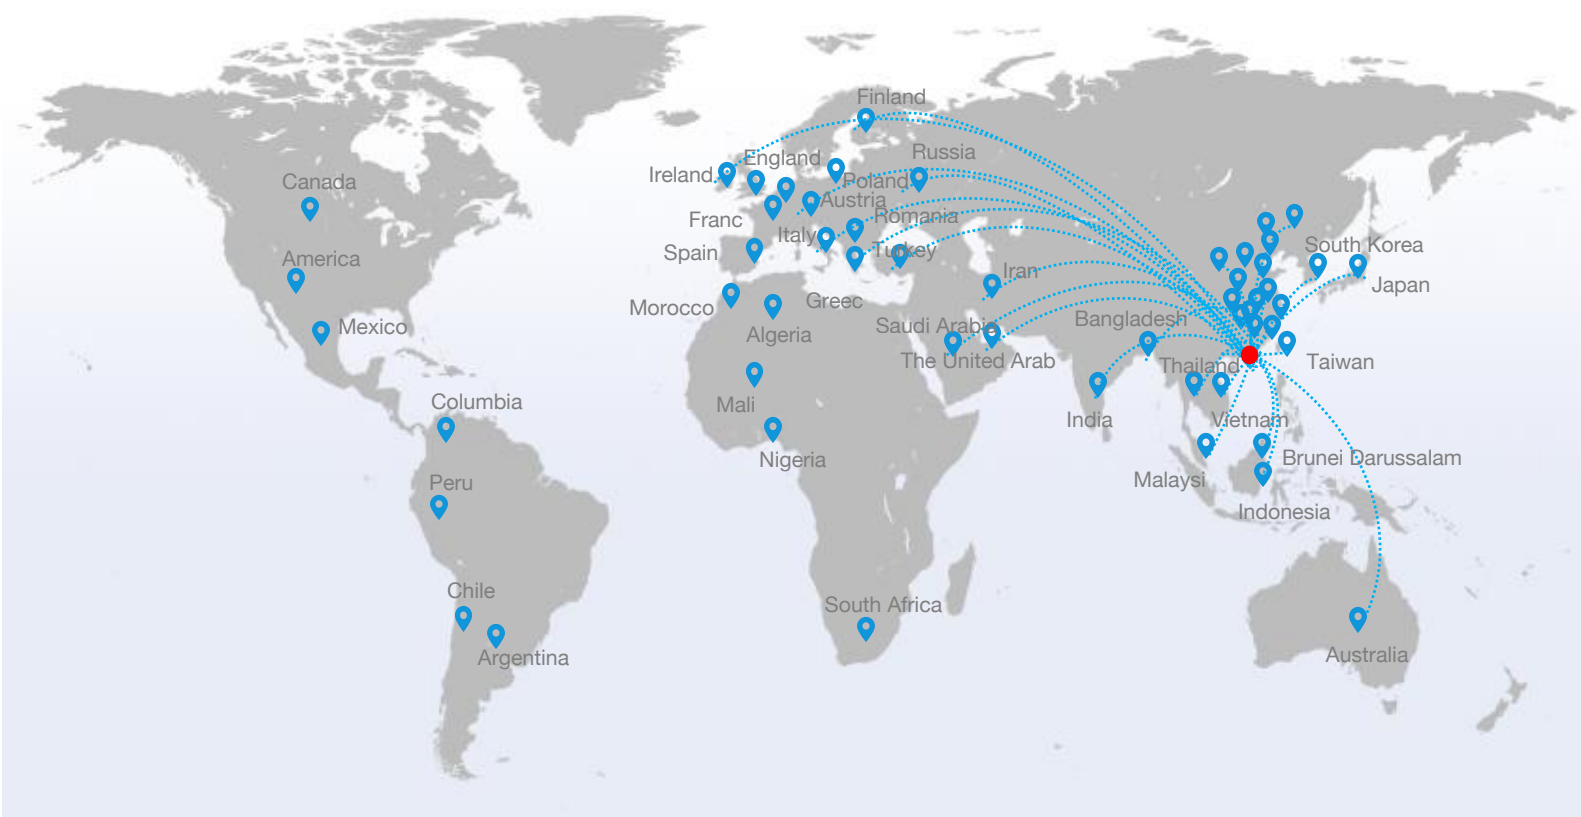 Finland
Russia
England
Ireland
Poland
Canada
Austria
Franc
Romania
Italy
Spain
Turkey
South Korea
America
Iran
Japan
Morocco
Greec
Algeria
Mexico
Saudi Arabia
Bangladesh
The United Arab
Thailand
Taiwan
Mali
Columbia
India
Vietnam
Nigeria
Brunei Darussalam
Malaysi
Peru
Indonesia
Chile
South Africa
Argentina
Australia